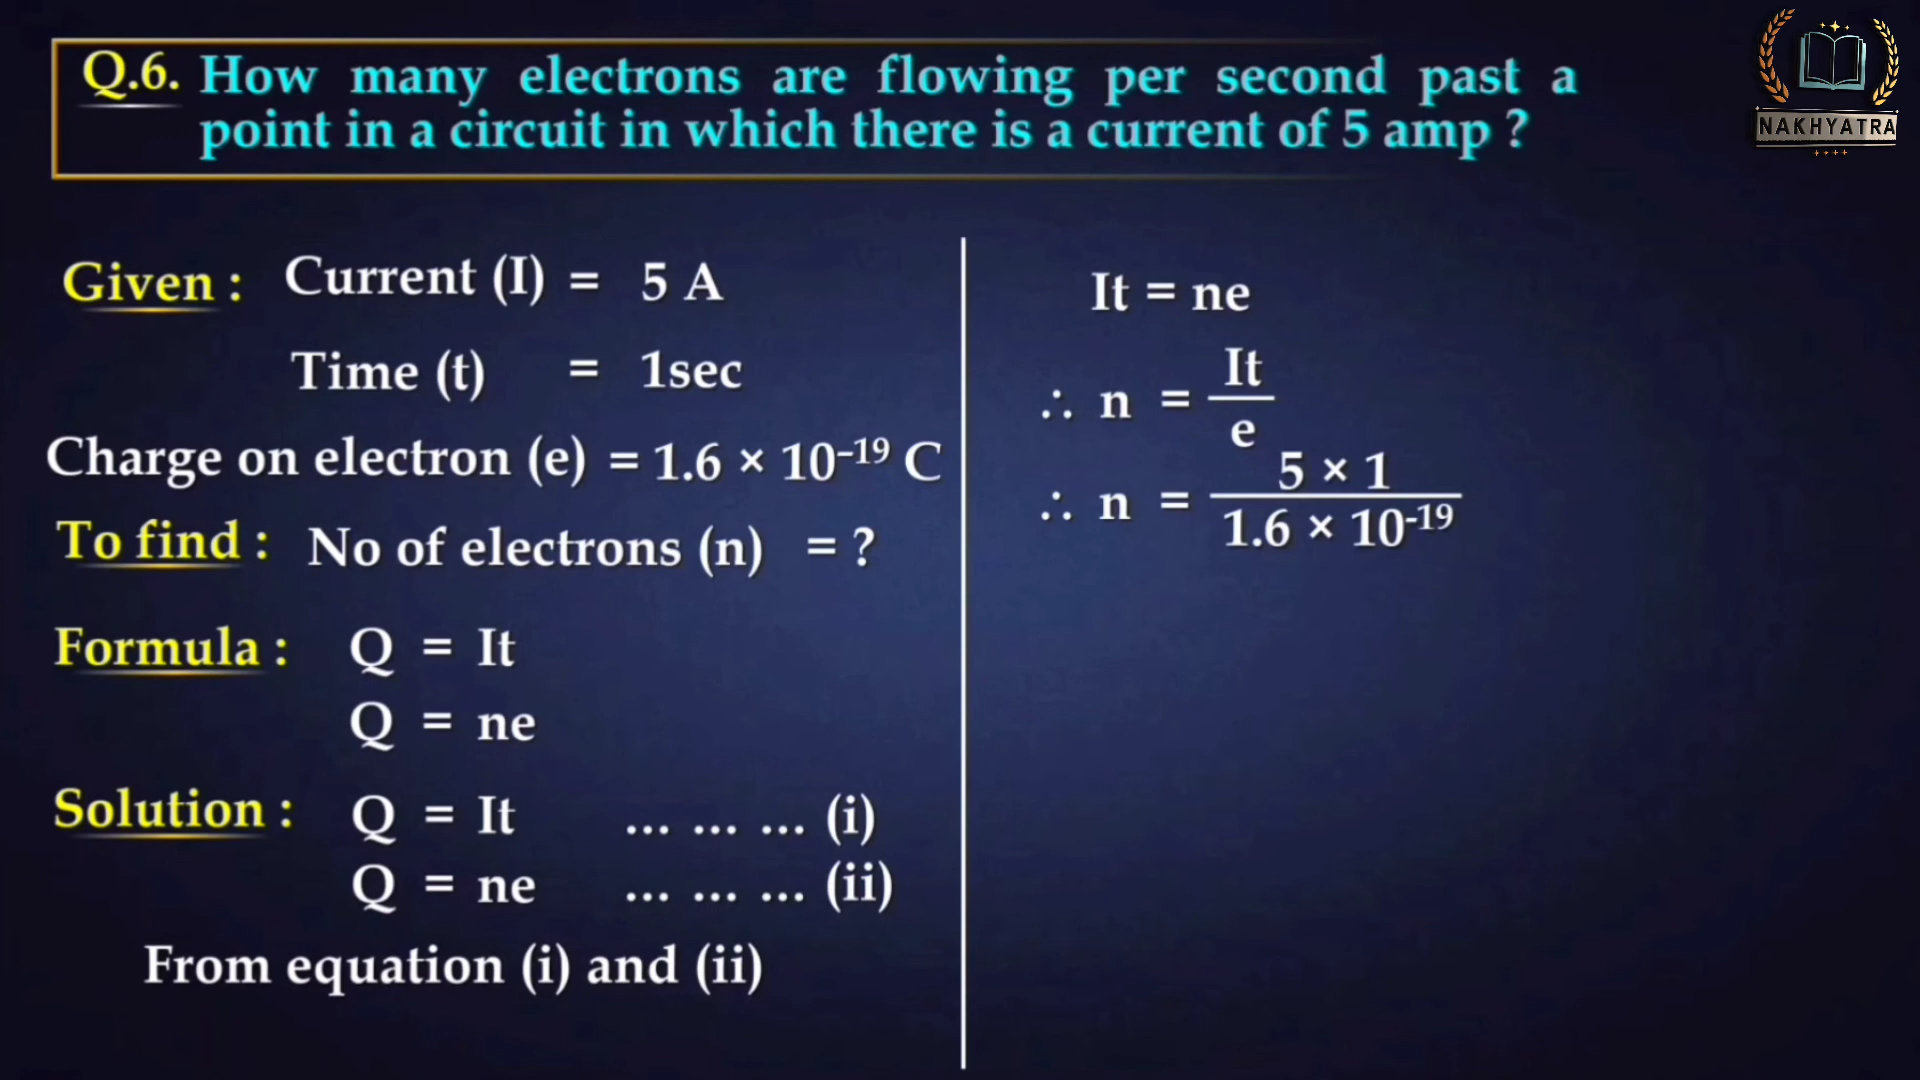 Q.6. How many electrons are flowing per second past a
point in a circuit in which there is a current of 5 amp ?
NAKHYATRA
Given : Current (I) = 5 A
Time (t) = 1sec
Charge on electron (e) = 1.6 × 10⁻¹⁹ C
To find : No of electrons (n) = ?
Formula : Q = It
Q = ne
Solution : Q = It ... ... ... (i)
Q = ne ... ... ... (ii)
From equation (i) and (ii)
It = ne
∴ n = It/e
∴ n = 5 × 1/1.6 × 10⁻¹⁹